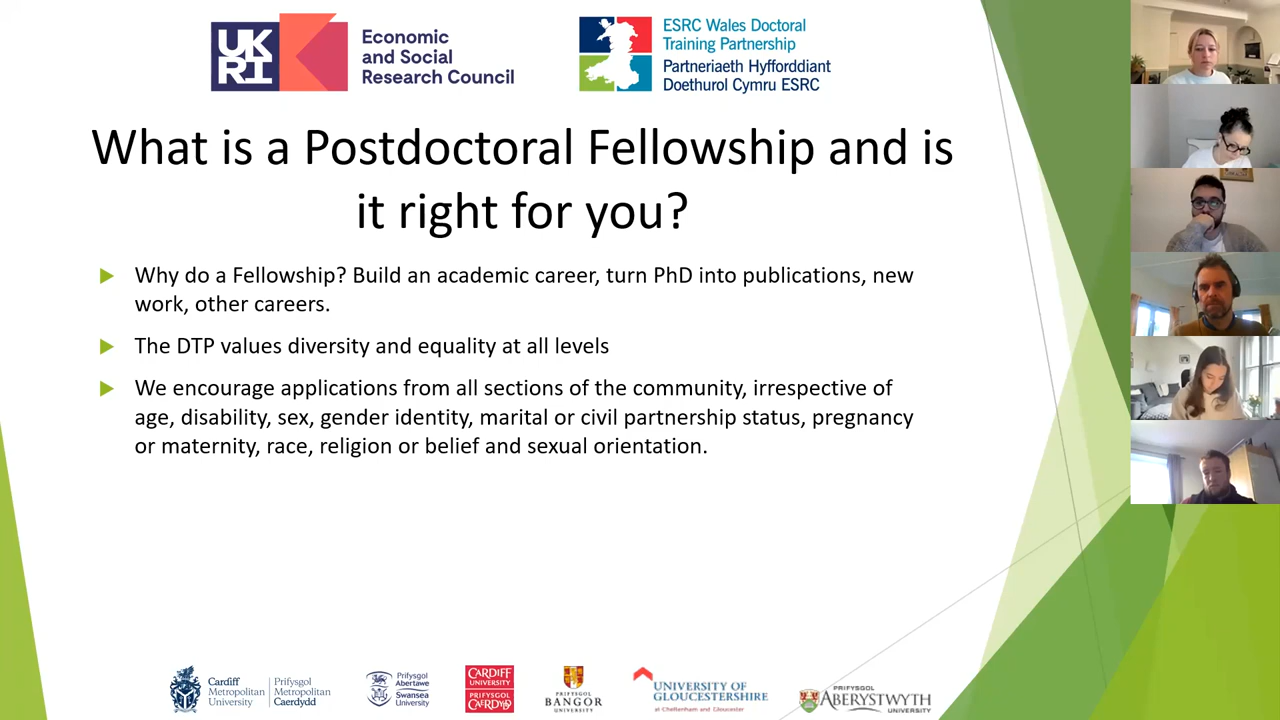 UK
RI
Economic
and Social
Research Council
ESRC Wales Doctoral
Training Partnership
Partneriaeth Hyfforddiant
Doethurol Cymru ESRC
What is a Postdoctoral Fellowship and is
it right for you?
Why do a Fellowship? Build an academic career, turn PhD into publications, new
work, other careers.
The DTP values diversity and equality at all levels
We encourage applications from all sections of the community, irrespective of
age, disability, sex, gender identity, marital or civil partnership status, pregnancy
or maternity, race, religion or belief and sexual orientation.
Cardiff
Metropolitan
University
Prifysgol
Metropolitan
Caerdydd
Prifysgol
Abertawe
Swansea
University
CARDIFF
UNIVERSITY
PRIFYSGOL
CAERDYDD
PRIFYSGOL
BANGOR
UNIVERSITY
UNIVERSITY OF
GLOUCESTERSHIRE
at Cheltenham and Gloucester
PRIFYSGOL
ABERYSTWYTH
UNIVERSITY